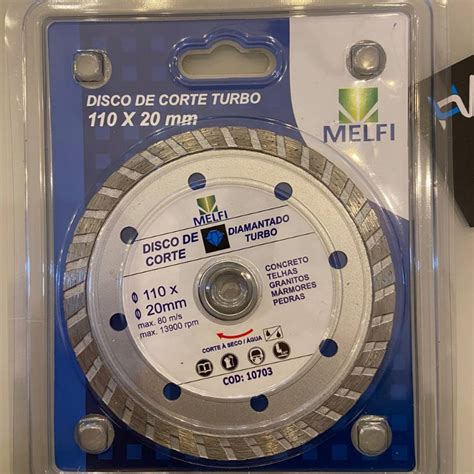 DISCO DE CORTE TURBO
110 X 20 mm
MELFI
MELFI
DISCO DE CORTE
DIAMANTADO TURBO
110 x
20mm
max. 80 m/s
max. 13900 rpm
CONCRETO
TELHAS
GRANITOS
MÁRMORES
PEDRAS
CORTE À SECO / ÁGUA
COD: 10703